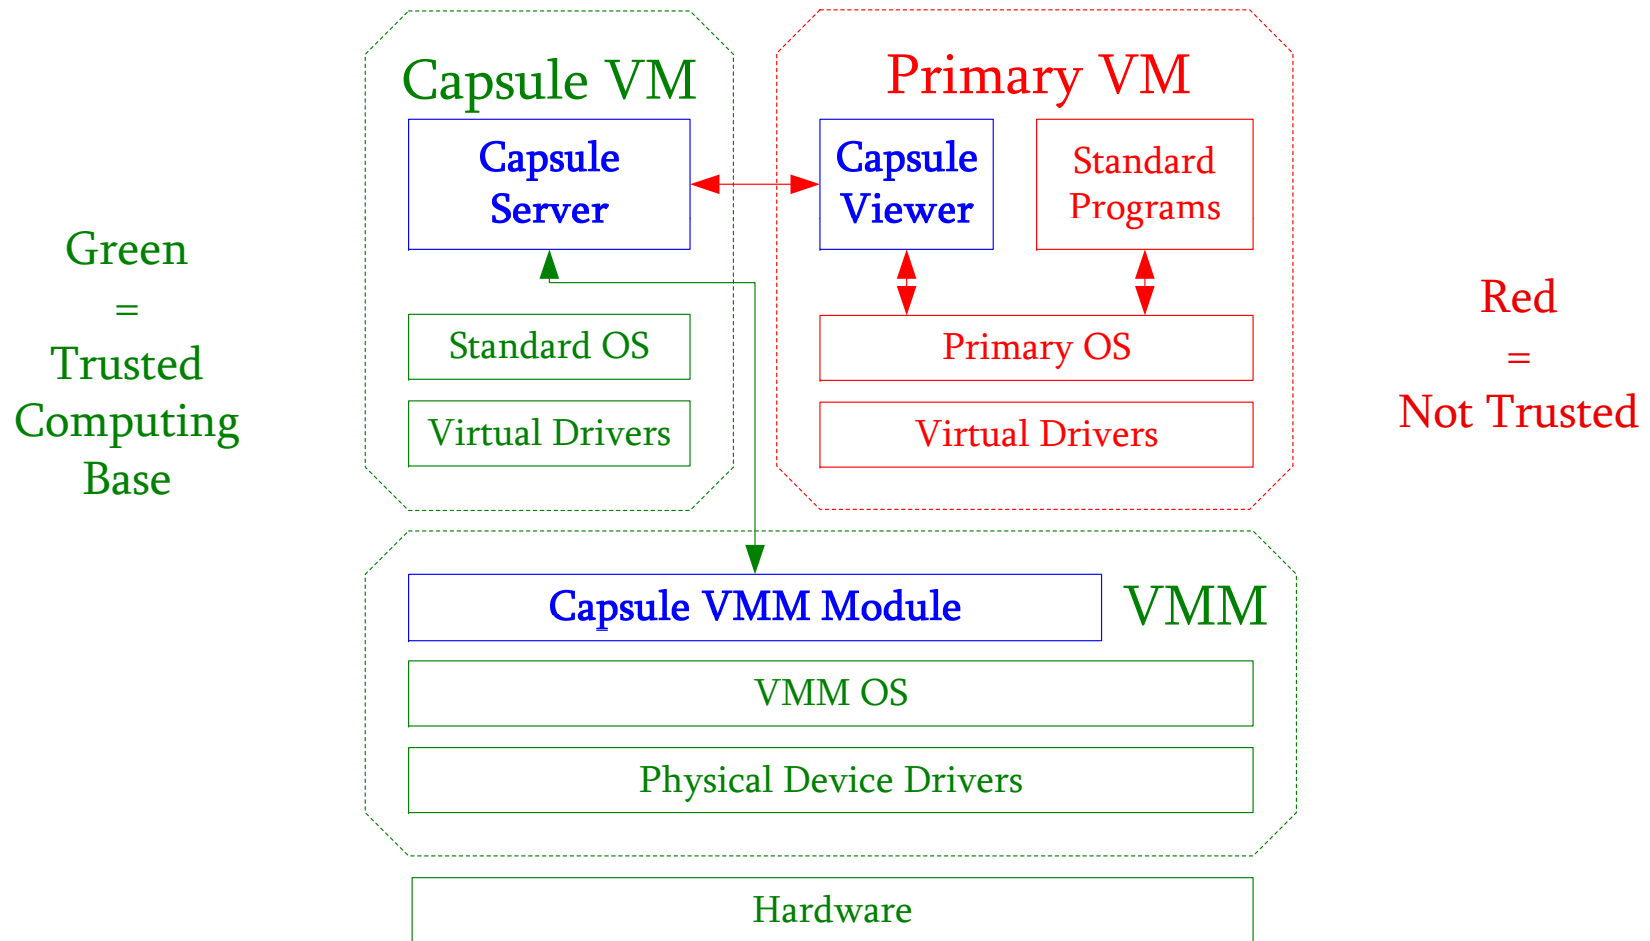 Capsule VM
Primary VM
Capsule
Server
Capsule
Viewer
Standard
Programs
Green
=
Trusted
Computing
Base
Red
=
Not Trusted
Standard OS
Primary OS
Virtual Drivers
Virtual Drivers
Capsule VMM Module
VMM
VMM OS
Physical Device Drivers
Hardware